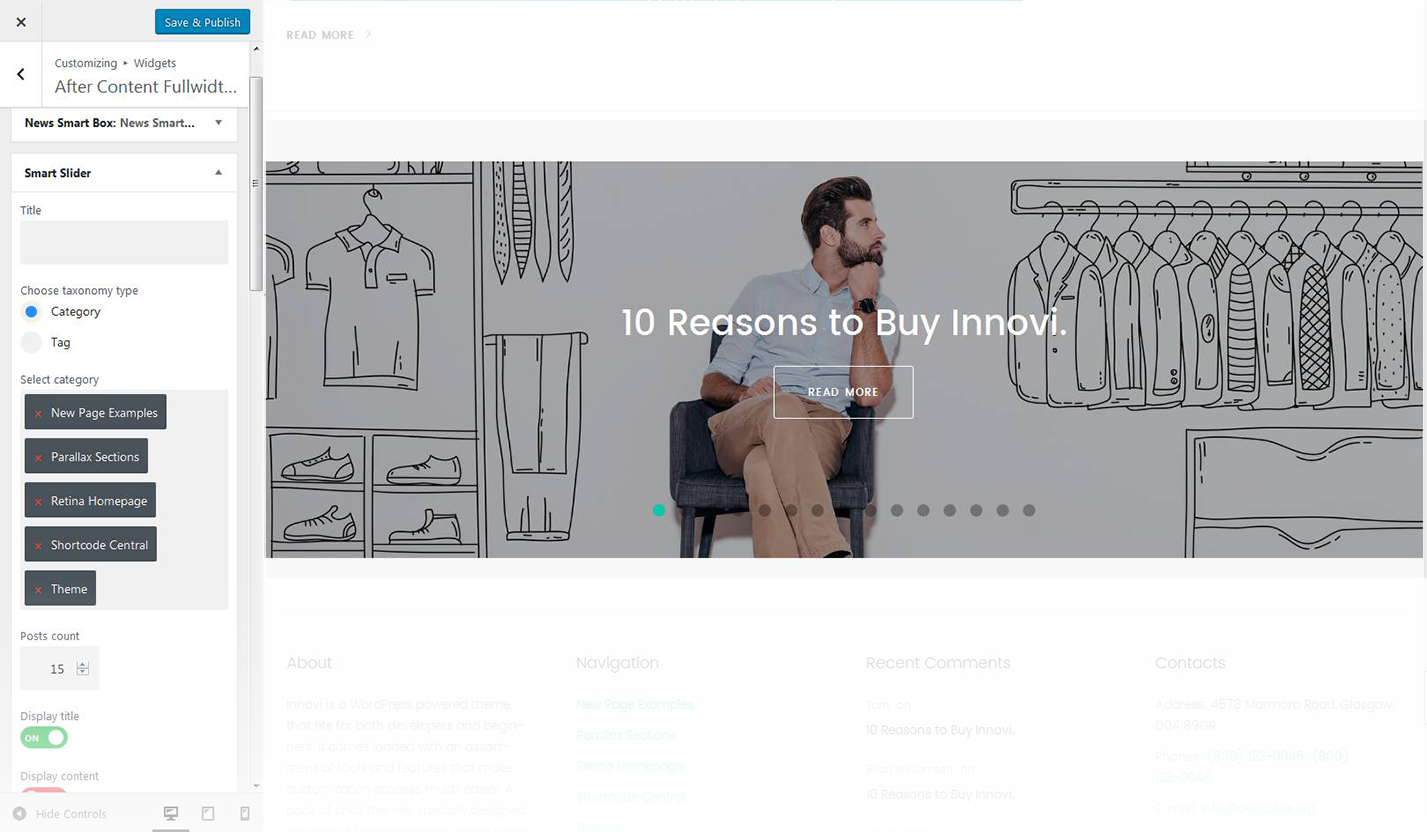 Save & Publish
Customizing ▸ Widgets
After Content Fullwidt...
News Smart Box: News Smart...
Smart Slider
Title
Choose taxonomy type
Category
Tag
Select category
× New Page Examples
× Parallax Sections
× Retina Homepage
× Shortcode Central
× Theme
Posts count
15
Display title
ON
Display content
Hide Controls
READ MORE
10 Reasons to Buy Innovi.
READ MORE
About
Innovi is a WordPress powered theme
that fits for both developers and begin-
ners. It comes loaded with an assort-
ment of tools and features that make
customization process much easier. A
pack of child themes specially designed
Navigation
New Page Examples
Parallax Sections
Retina Homepage
Shortcode Central
Theme
Recent Comments
Tom on
10 Reasons to Buy Innovi.
Brian Williamson on
10 Reasons to Buy Innovi.
Contacts
Address: 4578 Marmora Road, Glasgow,
D04 89GR
Phones: (800) 123-0045; (800)
123-0046
E-mail: info@demolink.org